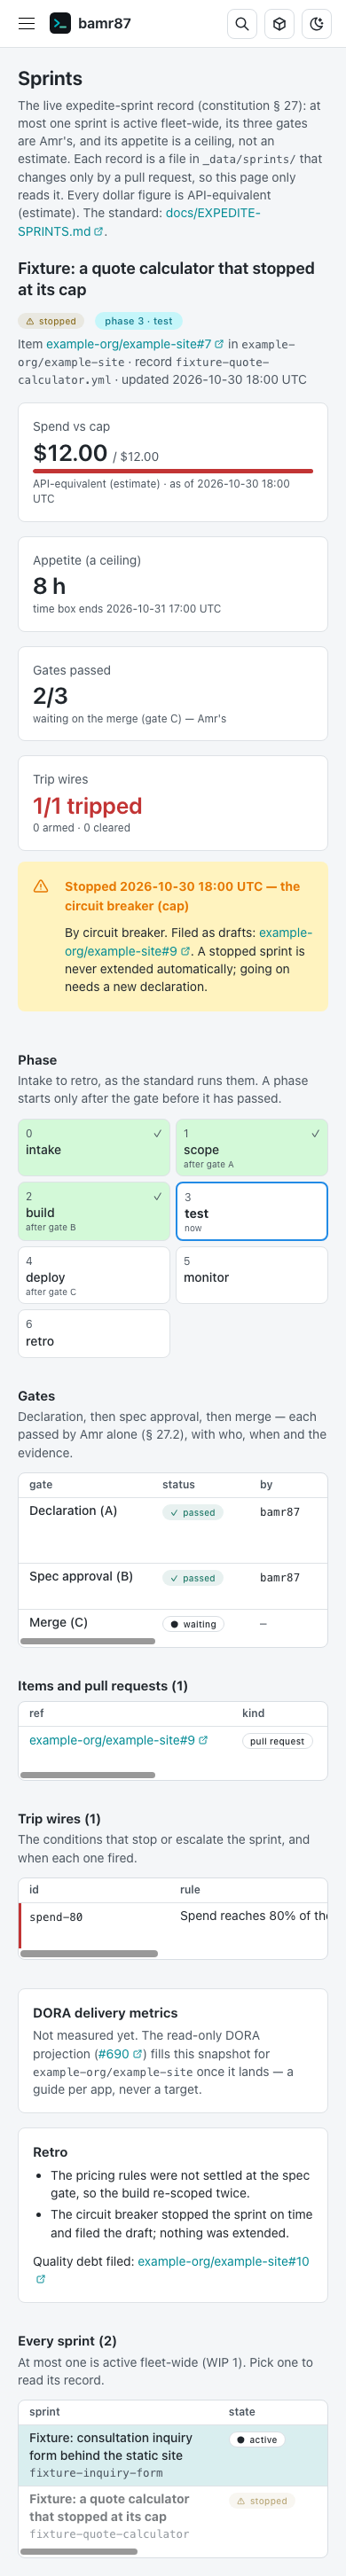 bamr87
Sprints
The live expedite-sprint record (constitution § 27): at
most one sprint is active fleet-wide, its three gates
are Amr's, and its appetite is a ceiling, not an
estimate. Each record is a file in _data/sprints/ that
changes only by a pull request, so this page only
reads it. Every dollar figure is API-equivalent
(estimate). The standard: docs/EXPEDITE-
SPRINTS.md.
Fixture: a quote calculator that stopped
at its cap
stopped phase 3 · test
Item example-org/example-site#7 in example-
org/example-site · record fixture-quote-
calculator.yml · updated 2026-10-30 18:00 UTC
Spend vs cap
$12.00 / $12.00
API-equivalent (estimate) · as of 2026-10-30 18:00
UTC
Appetite (a ceiling)
8 h
time box ends 2026-10-31 17:00 UTC
Gates passed
2/3
waiting on the merge (gate C) — Amr's
Trip wires
1/1 tripped
0 armed · 0 cleared
Stopped 2026-10-30 18:00 UTC — the
circuit breaker (cap)
By circuit breaker. Filed as drafts: example-
org/example-site#9. A stopped sprint is
never extended automatically; going on
needs a new declaration.
Phase
Intake to retro, as the standard runs them. A phase
starts only after the gate before it has passed.
0 ✓
intake
1 ✓
scope
after gate A
2 ✓
build
after gate B
3
test
now
4
deploy
after gate C
5
monitor
6
retro
Gates
Declaration, then spec approval, then merge — each
passed by Amr alone (§ 27.2), with who, when and the
evidence.
gate status by
Declaration (A) ✓ passed bamr87
Spec approval (B) ✓ passed bamr87
Merge (C) ● waiting —
Items and pull requests (1)
ref kind
example-org/example-site#9 pull request
Trip wires (1)
The conditions that stop or escalate the sprint, and
when each one fired.
id rule
spend-80 Spend reaches 80% of the
DORA delivery metrics
Not measured yet. The read-only DORA
projection (#690) fills this snapshot for
example-org/example-site once it lands — a
guide per app, never a target.
Retro
• The pricing rules were not settled at the spec
gate, so the build re-scoped twice.
• The circuit breaker stopped the sprint on time
and filed the draft; nothing was extended.
Quality debt filed: example-org/example-site#10
Every sprint (2)
At most one is active fleet-wide (WIP 1). Pick one to
read its record.
sprint state
Fixture: consultation inquiry ● active
form behind the static site
fixture-inquiry-form
Fixture: a quote calculator stopped
that stopped at its cap
fixture-quote-calculator